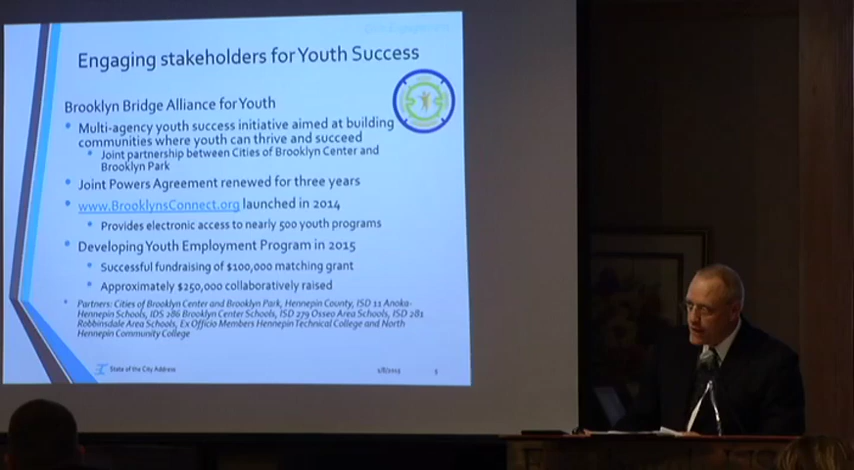 Engaging stakeholders for Youth Success
Brooklyn Bridge Alliance for Youth
Multi-agency youth success initiative aimed at building
communities where youth can thrive and succeed
Joint partnership between Cities of Brooklyn Center and
Brooklyn Park
Joint Powers Agreement renewed for three years
www.BrooklynsConnect.org launched in 2014
Provides electronic access to nearly 500 youth programs
Developing Youth Employment Program in 2015
Successful fundraising of $100,000 matching grant
Approximately $250,000 collaboratively raised
Partners: Cities of Brooklyn Center and Brooklyn Park, Hennepin County, ISD 11 Anoka-
Hennepin Schools, IDS 286 Brooklyn Center Schools, ISD 279 Osseo Area Schools, ISD 281
Robbinsdale Area Schools, Ex Officio Members Hennepin Technical College and North
Hennepin Community College
State of the City Address